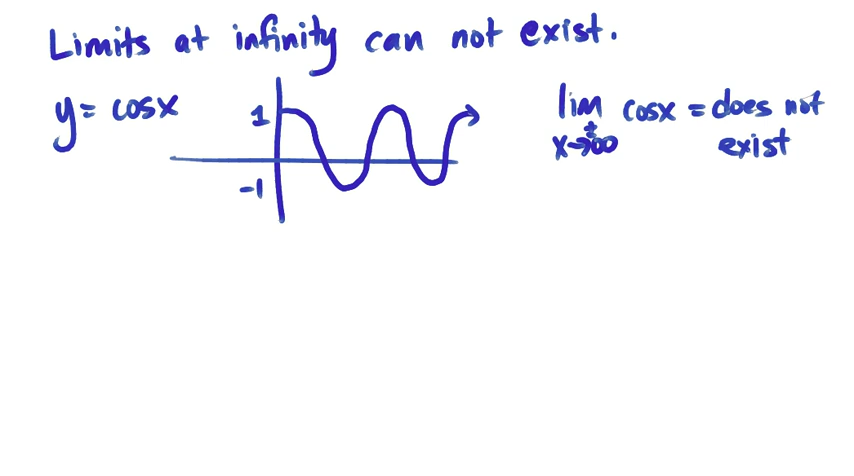 Limits at infinity can not exist.
y = cosx
1
-1
lim cosx = does not
x→±∞ exist